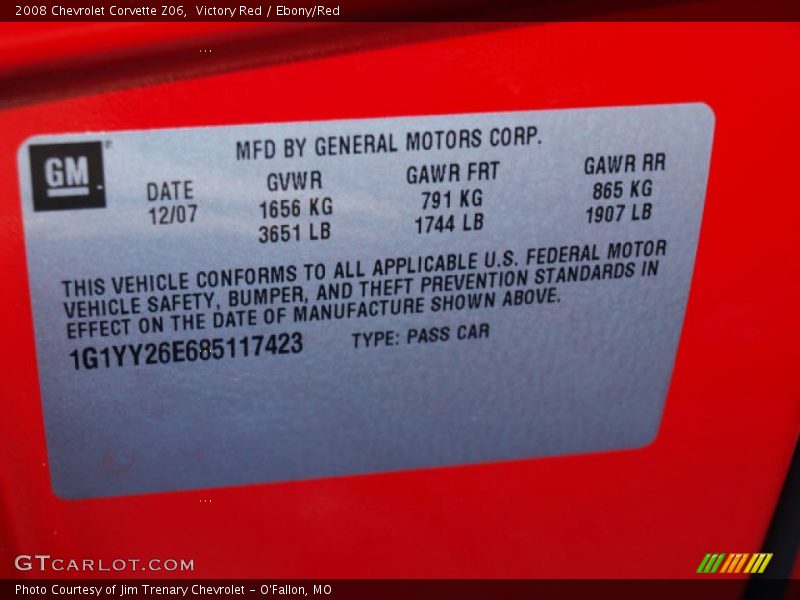 2008 Chevrolet Corvette Z06,  Victory Red / Ebony/Red
MFD BY GENERAL MOTORS CORP.
GM
DATE GVWR GAWR FRT GAWR RR
12/07 1656 KG 791 KG 865 KG
3651 LB 1744 LB 1907 LB
THIS VEHICLE CONFORMS TO ALL APPLICABLE U.S. FEDERAL MOTOR
VEHICLE SAFETY, BUMPER, AND THEFT PREVENTION STANDARDS IN
EFFECT ON THE DATE OF MANUFACTURE SHOWN ABOVE.
1G1YY26E685117423 TYPE: PASS CAR
GTCARLOT.COM
Photo Courtesy of Jim Trenary Chevrolet - O'Fallon, MO